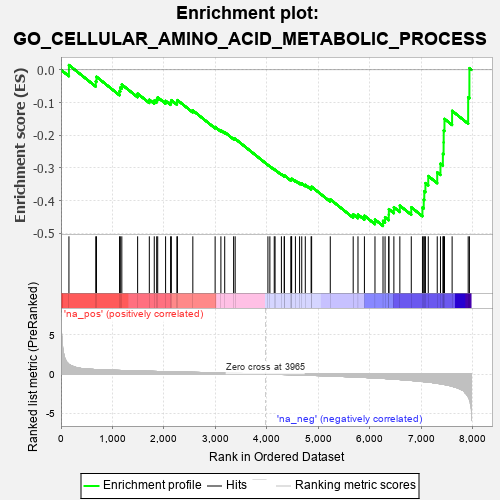 Enrichment plot:
GO_CELLULAR_AMINO_ACID_METABOLIC_PROCESS
Enrichment score (ES)
0.0
-0.1
-0.2
-0.3
-0.4
-0.5
'na_pos' (positively correlated)
Ranked list metric (PreRanked)
5
0
-5
Zero cross at 3965
'na_neg' (negatively correlated)
0
1,000
2,000
3,000
4,000
5,000
6,000
7,000
8,000
Rank in Ordered Dataset
Enrichment profile
Hits
Ranking metric scores